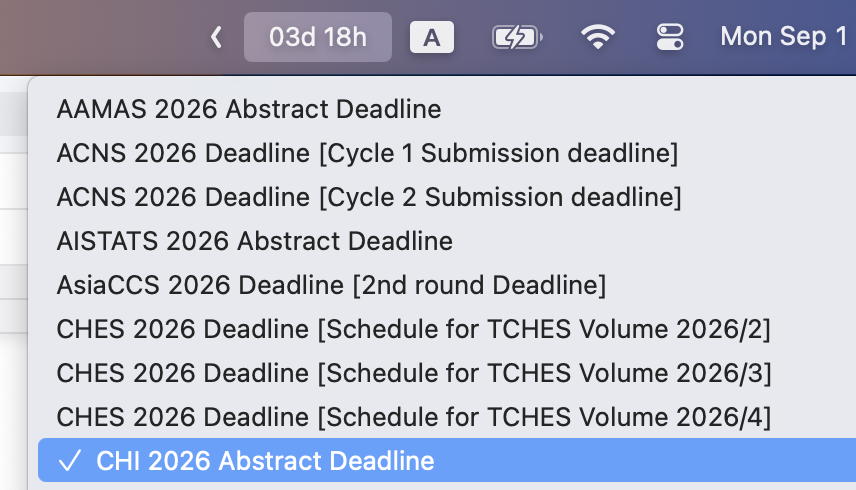 03d 18h A Mon Sep 1
AAMAS 2026 Abstract Deadline
ACNS 2026 Deadline [Cycle 1 Submission deadline]
ACNS 2026 Deadline [Cycle 2 Submission deadline]
AISTATS 2026 Abstract Deadline
AsiaCCS 2026 Deadline [2nd round Deadline]
CHES 2026 Deadline [Schedule for TCHES Volume 2026/2]
CHES 2026 Deadline [Schedule for TCHES Volume 2026/3]
CHES 2026 Deadline [Schedule for TCHES Volume 2026/4]
✓ CHI 2026 Abstract Deadline